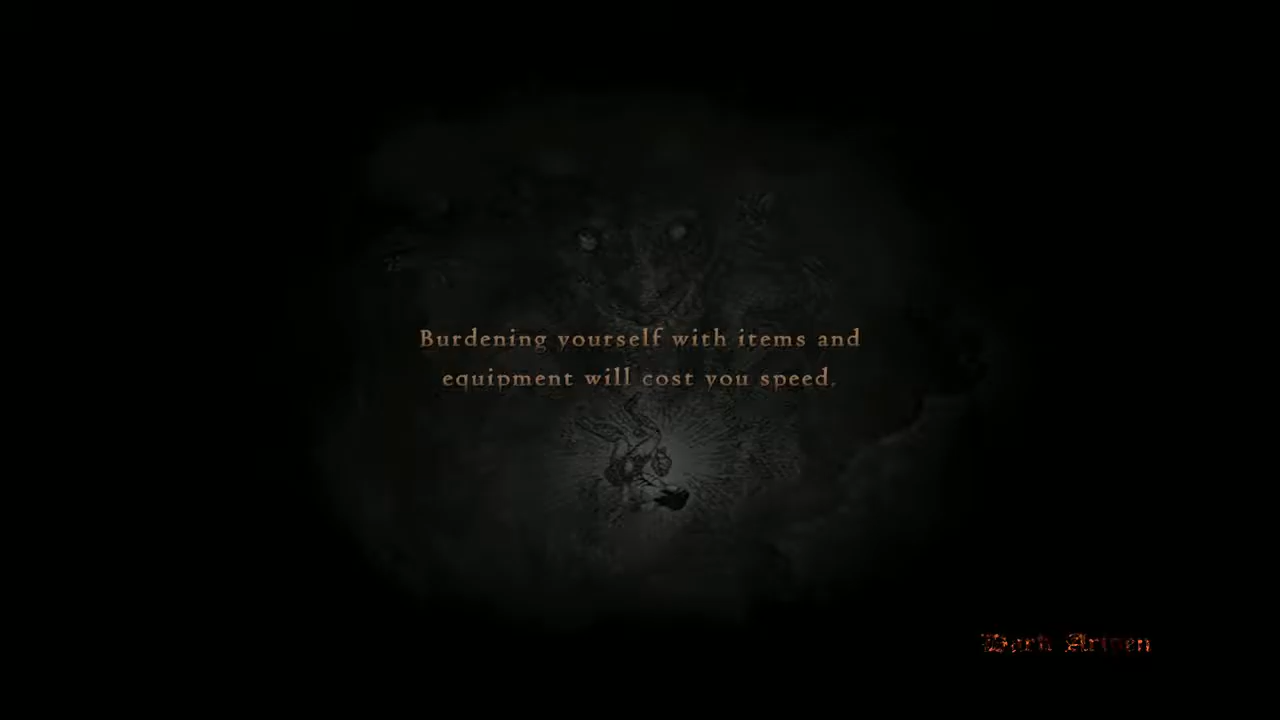 Burdening yourself with items and
equipment will cost you speed.
Dark Arisen